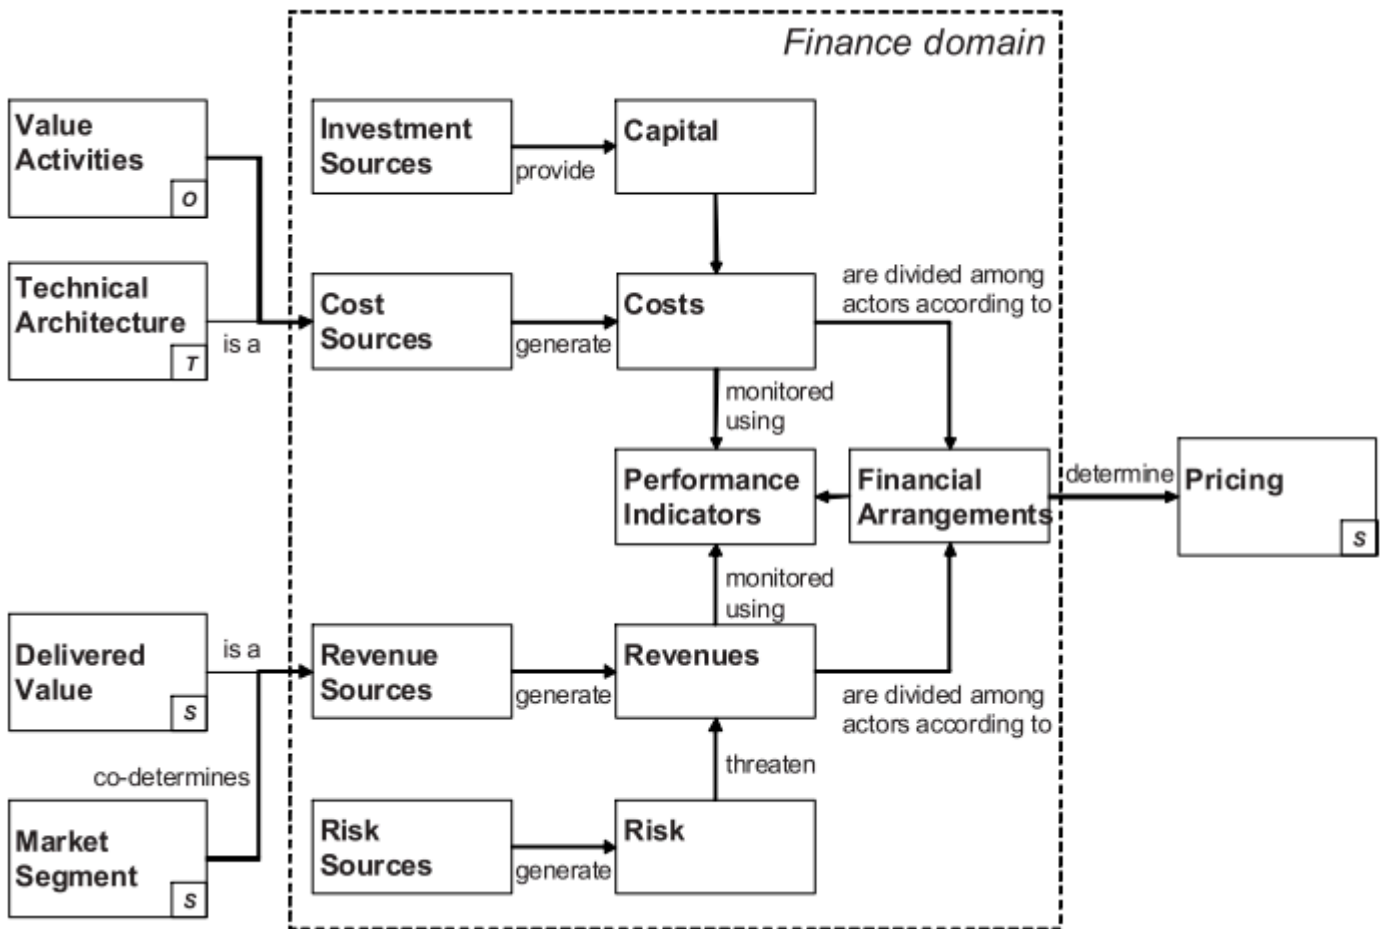 Finance domain
Value
Activities
O
Investment
Sources
provide
Capital
Technical
Architecture
T
is a
Cost
Sources
generate
Costs
are divided among
actors according to
monitored
using
Performance
Indicators
Financial
Arrangements
determine
Pricing
S
monitored
using
Delivered
Value
S
is a
Revenue
Sources
generate
Revenues
are divided among
actors according to
co-determines
threaten
Market
Segment
S
Risk
Sources
generate
Risk